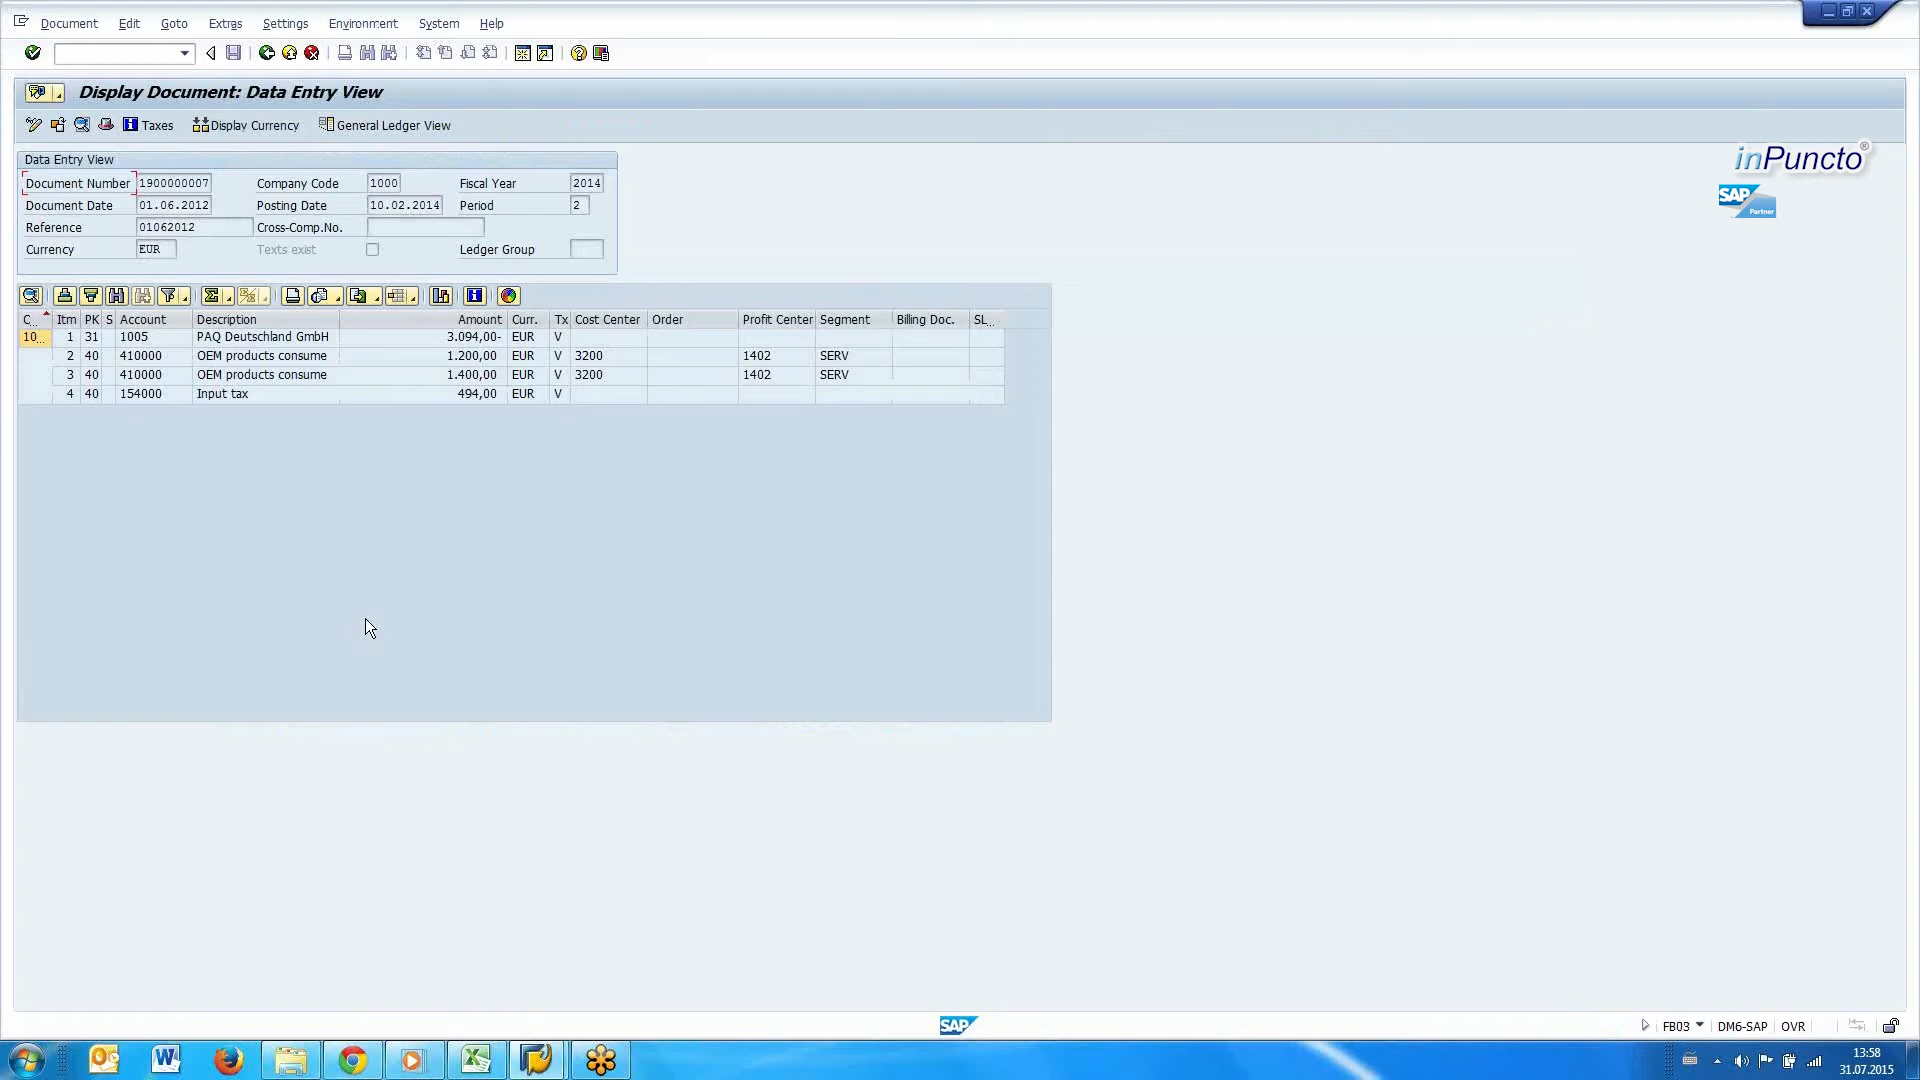 Document Edit Goto Extras Settings Environment System Help
Display Document: Data Entry View
Taxes Display Currency General Ledger View
inPuncto®
SAP
Partner
Data Entry View
Document Number 1900000007 Company Code 1000 Fiscal Year 2014
Document Date 01.06.2012 Posting Date 10.02.2014 Period 2
Reference 01062012 Cross-Comp.No.
Currency EUR Texts exist Ledger Group
C... Itm PK S Account Description Amount Curr. Tx Cost Center Order Profit Center Segment Billing Doc. SL...
10... 1 31 1005 PAQ Deutschland GmbH 3.094,00- EUR V
2 40 410000 OEM products consume 1.200,00 EUR V 3200 1402 SERV
3 40 410000 OEM products consume 1.400,00 EUR V 3200 1402 SERV
4 40 154000 Input tax 494,00 EUR V
SAP
FB03 DM6-SAP OVR
13:58
31.07.2015